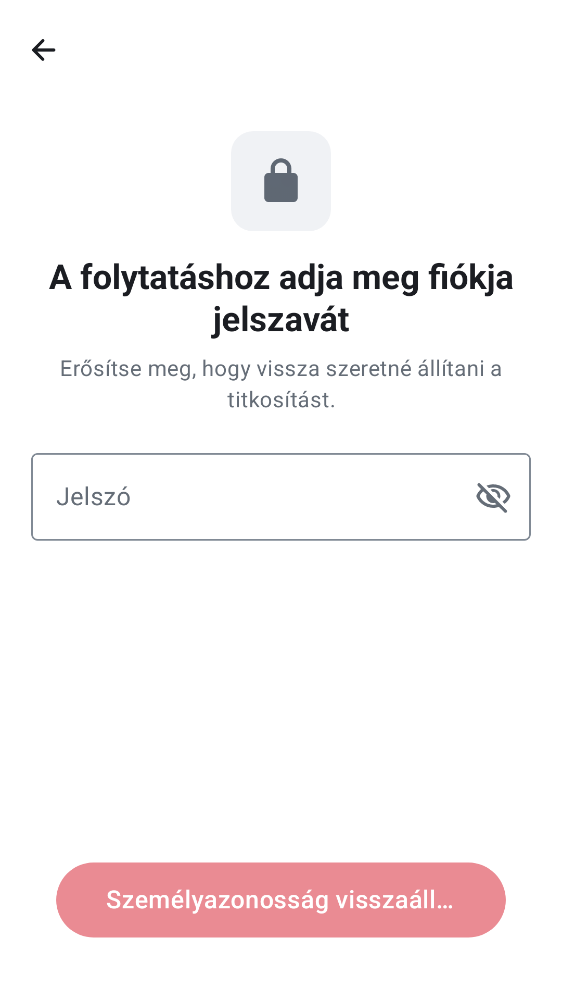 A folytatáshoz adja meg fiókja
jelszavát
Erősítse meg, hogy vissza szeretné állítani a
titkosítást.
Jelszó
Személyazonosság visszaáll…